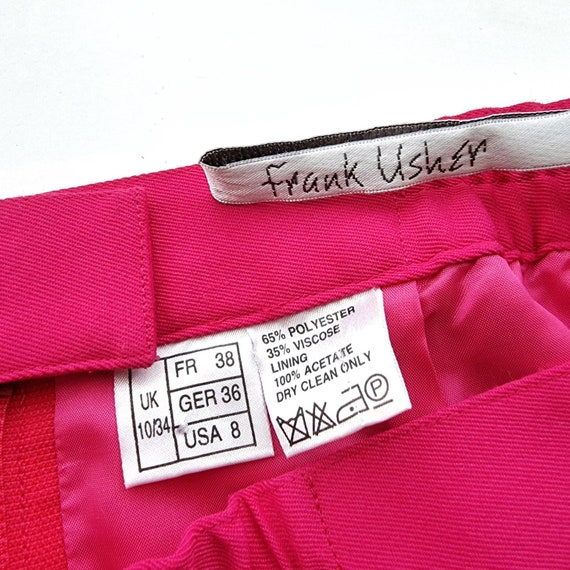 Frank Usher
UK
10/34
FR 38
GER 36
USA 8
65% POLYESTER
35% VISCOSE
LINING
100% ACETATE
DRY CLEAN ONLY
P